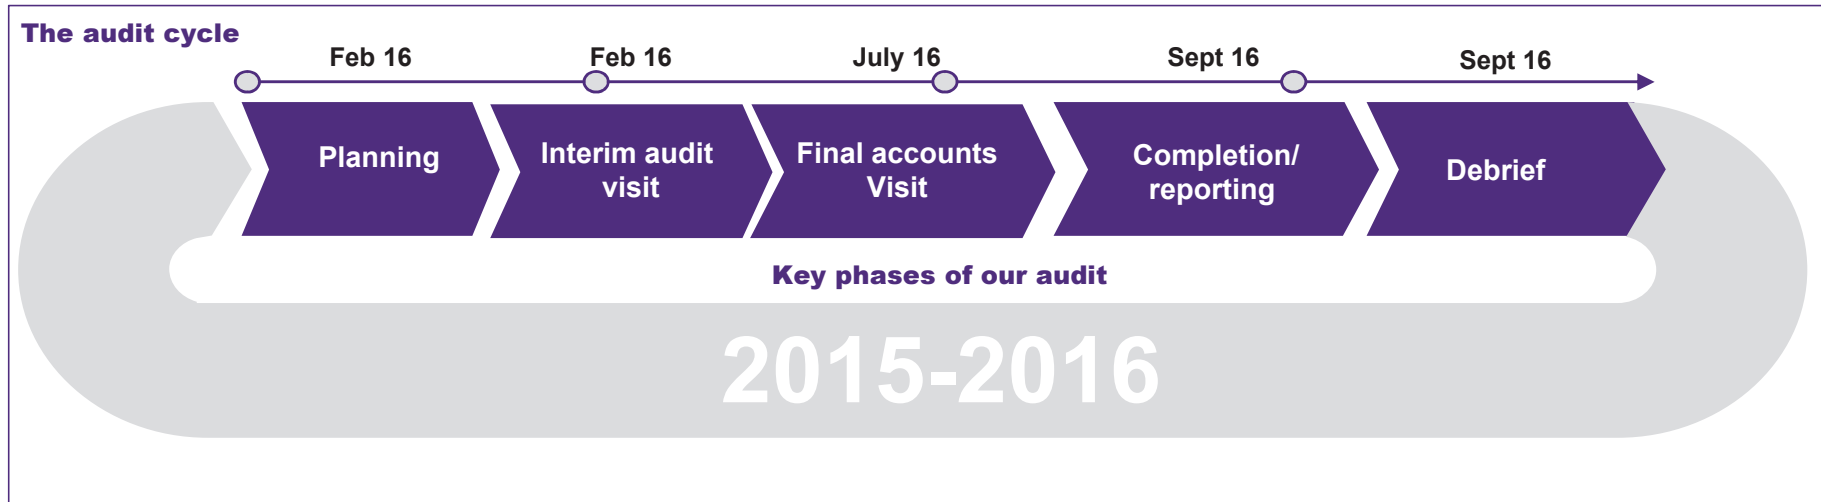 The audit cycle
Feb 16
Feb 16
July 16
Sept 16
Sept 16
Planning
Interim audit
visit
Final accounts
Visit
Completion/
reporting
Debrief
Key phases of our audit
2015-2016